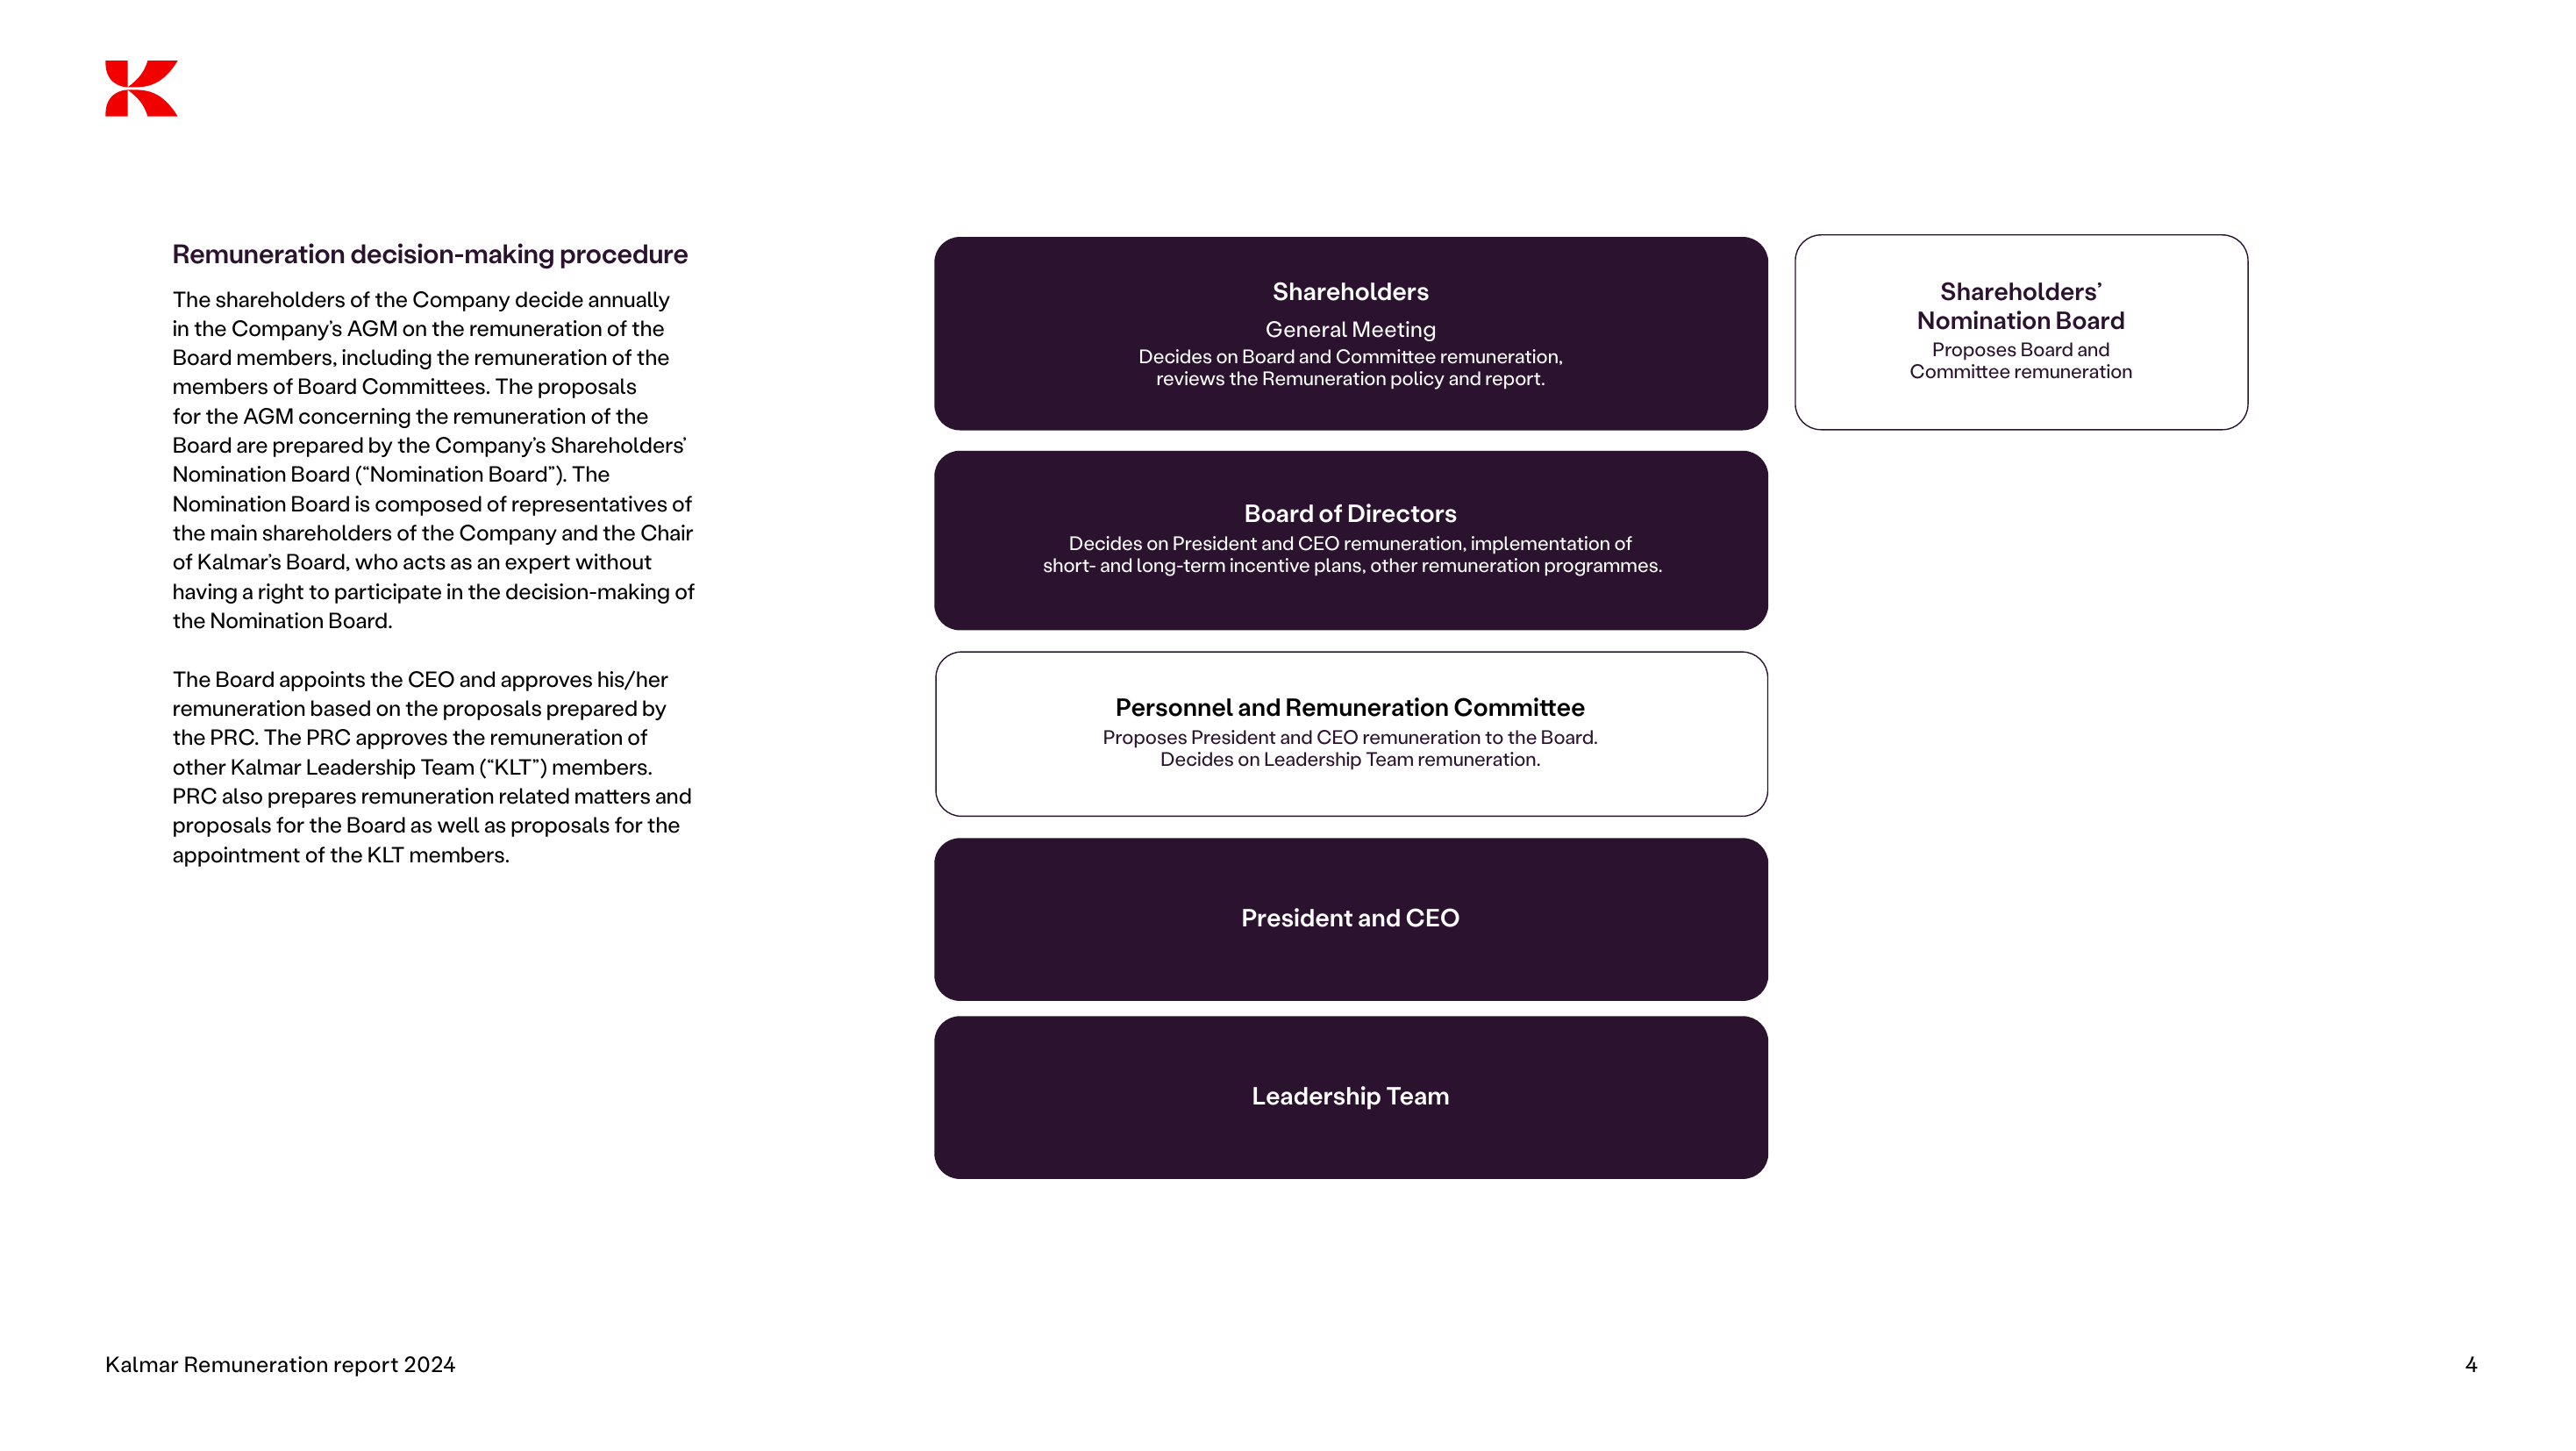 Remuneration decision-making procedure
The shareholders of the Company decide annually
in the Company’s AGM on the remuneration of the
Board members, including the remuneration of the
members of Board Committees. The proposals
for the AGM concerning the remuneration of the
Board are prepared by the Company’s Shareholders’
Nomination Board (“Nomination Board”). The
Nomination Board is composed of representatives of
the main shareholders of the Company and the Chair
of Kalmar’s Board, who acts as an expert without
having a right to participate in the decision-making of
the Nomination Board.
The Board appoints the CEO and approves his/her
remuneration based on the proposals prepared by
the PRC. The PRC approves the remuneration of
other Kalmar Leadership Team (“KLT”) members.
PRC also prepares remuneration related matters and
proposals for the Board as well as proposals for the
appointment of the KLT members.
Shareholders
General Meeting
Decides on Board and Committee remuneration,
reviews the Remuneration policy and report.
Shareholders’
Nomination Board
Proposes Board and
Committee remuneration
Board of Directors
Decides on President and CEO remuneration, implementation of
short- and long-term incentive plans, other remuneration programmes.
Personnel and Remuneration Committee
Proposes President and CEO remuneration to the Board.
Decides on Leadership Team remuneration.
President and CEO
Leadership Team
Kalmar Remuneration report 2024
4